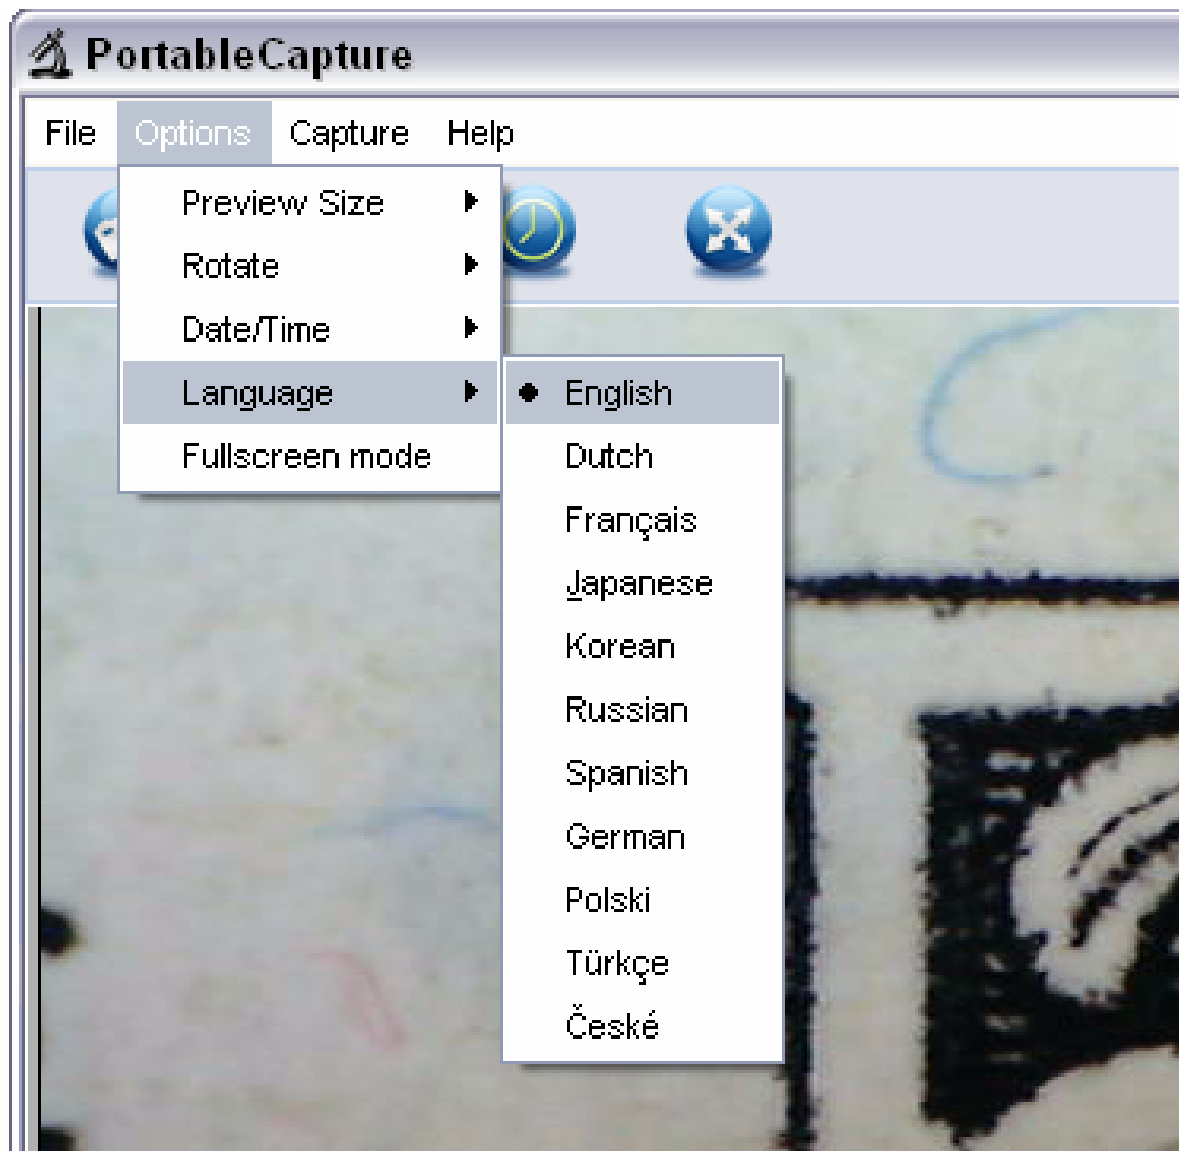 PortableCapture
File Options Capture Help
Preview Size
Rotate
Date/Time
Language
Fullscreen mode
English
Dutch
Français
Japanese
Korean
Russian
Spanish
German
Polski
Türkçe
České